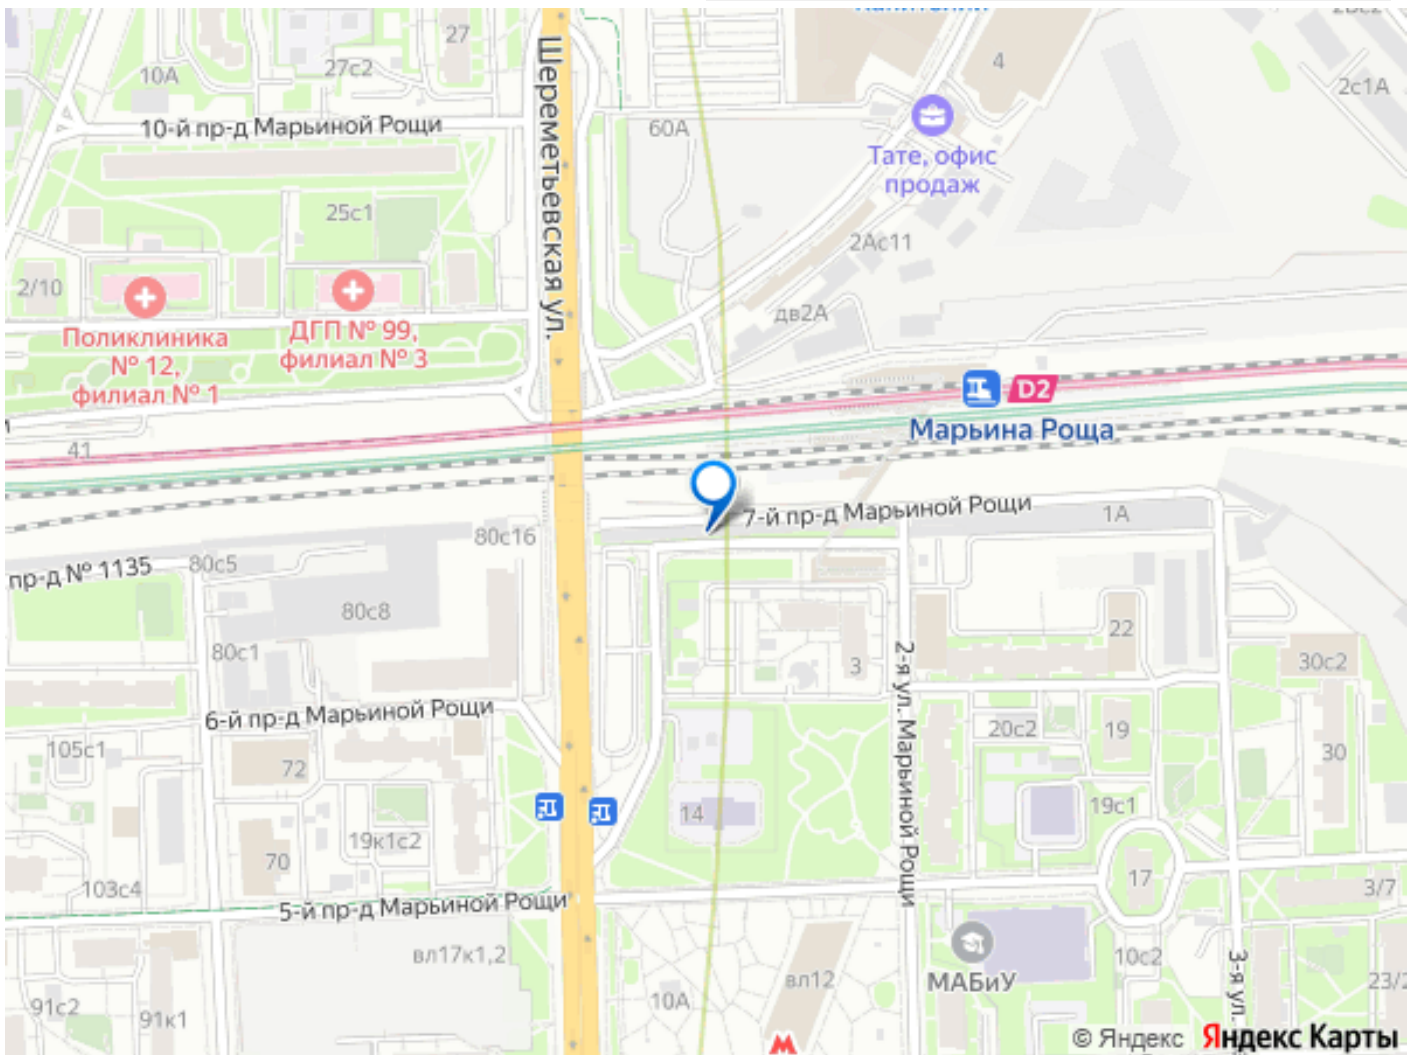 27
2с1А
10А
27с2
4
Шереметьевская ул.
60А
10-й пр-д Марьиной Рощи
Тате, офис
продаж
25с1
2Ас11
2/10
дв2А
Поликлиника
№ 12,
филиал № 1
ДГП № 99,
филиал № 3
D2
Марьина Роща
41
7-й пр-д Марьиной Рощи
1А
80с16
80с5
пр-д № 1135
80с8
22
80с1
3
2-я ул. Марьиной Рощи
30с2
6-й пр-д Марьиной Рощи
105с1
20с2
19
30
72
14
19с1
19к1с2
70
103с4
17
3/7
5-й пр-д Марьиной Рощи
вл17к1,2
10с2
3-я ул.
МАБиУ
вл12
10А
91с2
91к1
23/2
© Яндекс Яндекс Карты